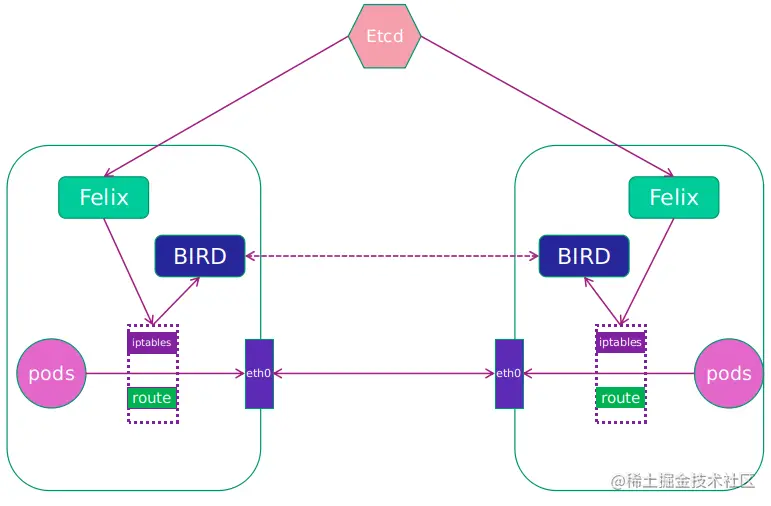 Etcd
Felix
Felix
BIRD
BIRD
iptables
iptables
pods
eth0
eth0
pods
route
route
@稀土掘金技术社区